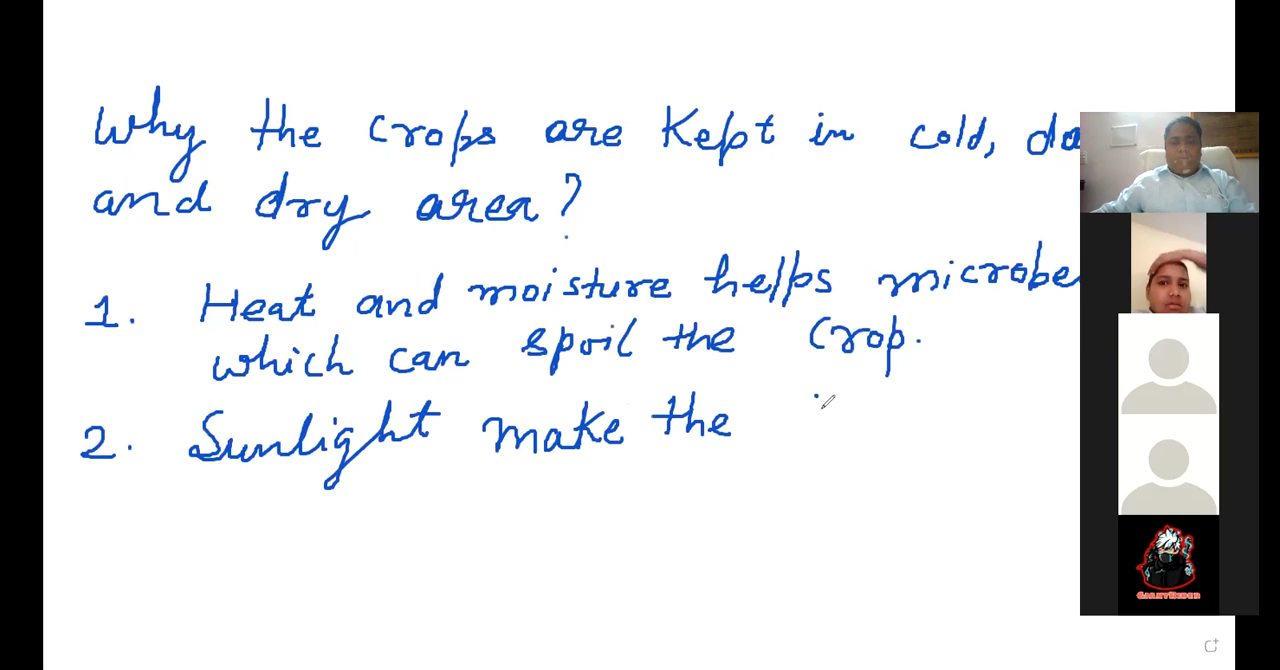 Why the crops are kept in cold, da
and dry area?
1. Heat and moisture helps microbe
which can spoil the crop.
2. Sunlight make the
GamyRider